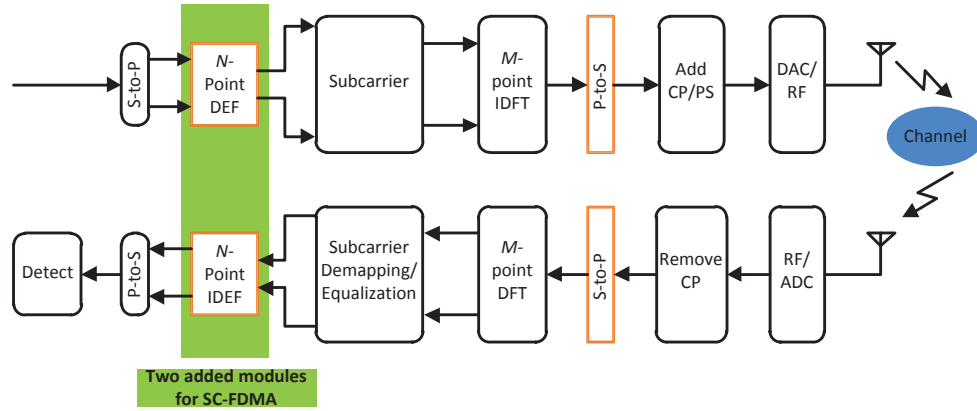 S-to-P
N-
Point
DEF
Subcarrier
M-
point
IDFT
P-to-S
Add
CP/PS
DAC/
RF
Channel
Detect
P-to-S
N-
Point
IDEF
Subcarrier
Demapping/
Equalization
M-
point
DFT
S-to-P
Remove
CP
RF/
ADC
Two added modules
for SC-FDMA